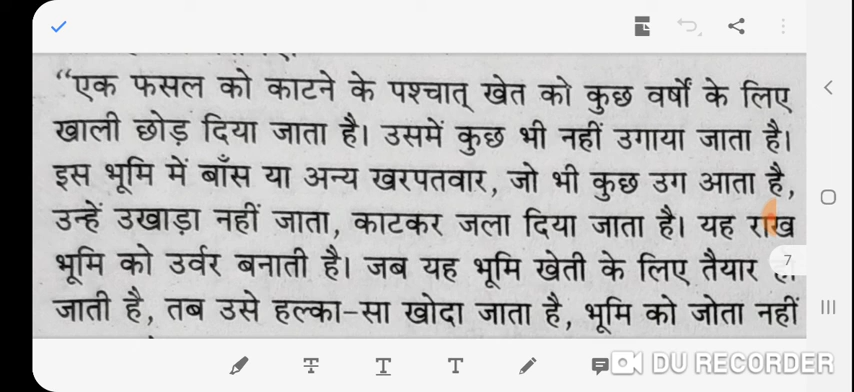 “एक फसल को काटने के पश्चात् खेत को कुछ वर्षों के लिए
खाली छोड़ दिया जाता है। उसमें कुछ भी नहीं उगाया जाता है।
इस भूमि में बाँस या अन्य खरपतवार, जो भी कुछ उग आता है,
उन्हें उखाड़ा नहीं जाता, काटकर जला दिया जाता है। यह राख
भूमि को उर्वर बनाती है। जब यह भूमि खेती के लिए तैयार
7
जाती है, तब उसे हल्का-सा खोदा जाता है, भूमि को जोता नहीं
DU RECORDER